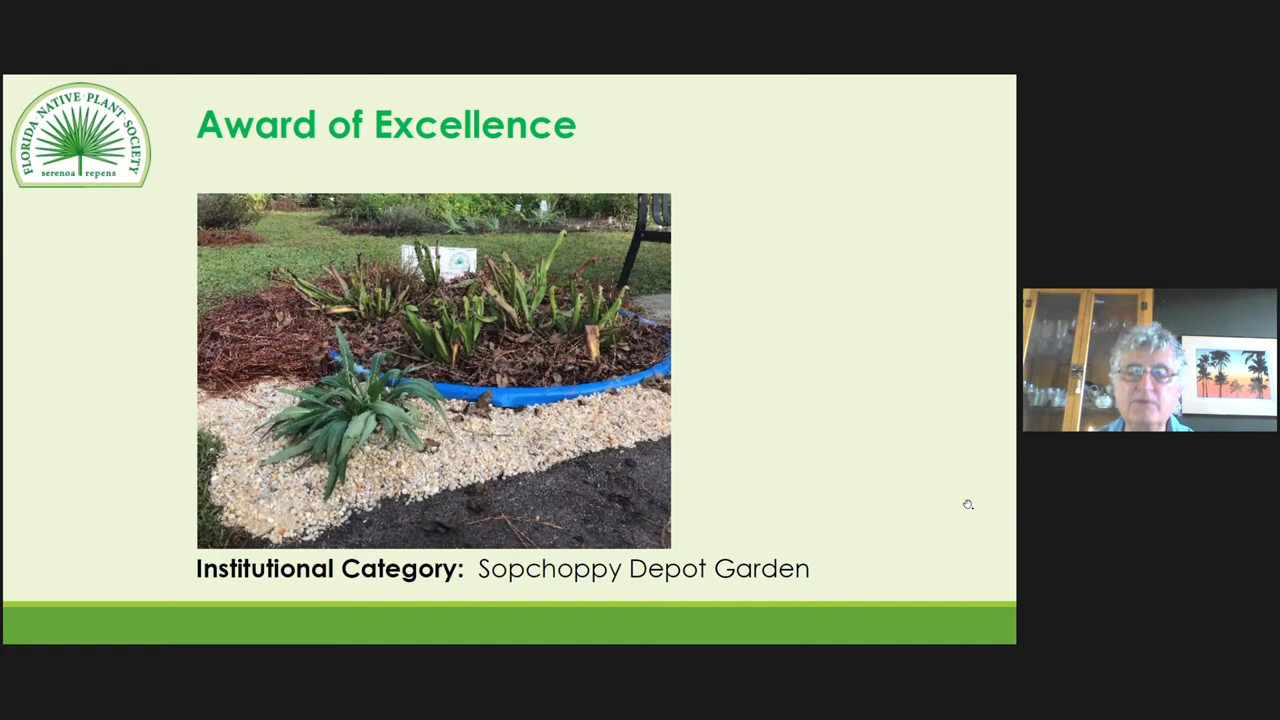 FLORIDA NATIVE PLANT SOCIETY
serenoa repens
Award of Excellence
Institutional Category: Sopchoppy Depot Garden